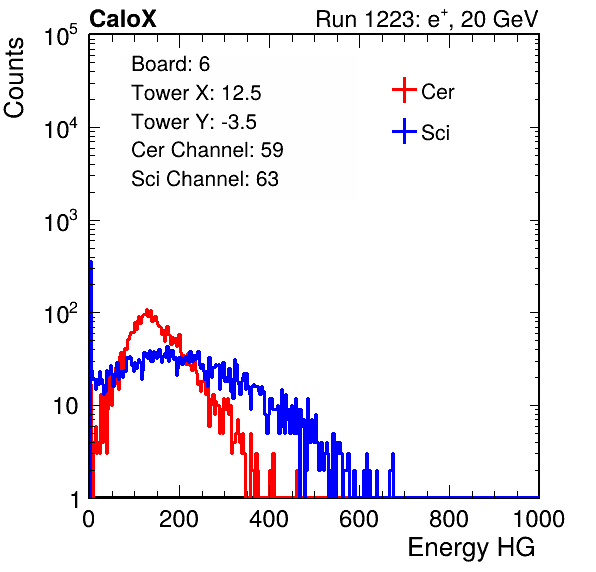 CaloX Run 1223: e⁺, 20 GeV
Counts
10⁵
10⁴
10³
10²
10
1
Board: 6
Tower X: 12.5
Tower Y: -3.5
Cer Channel: 59
Sci Channel: 63
Cer
Sci
0 200 400 600 800 1000
Energy HG